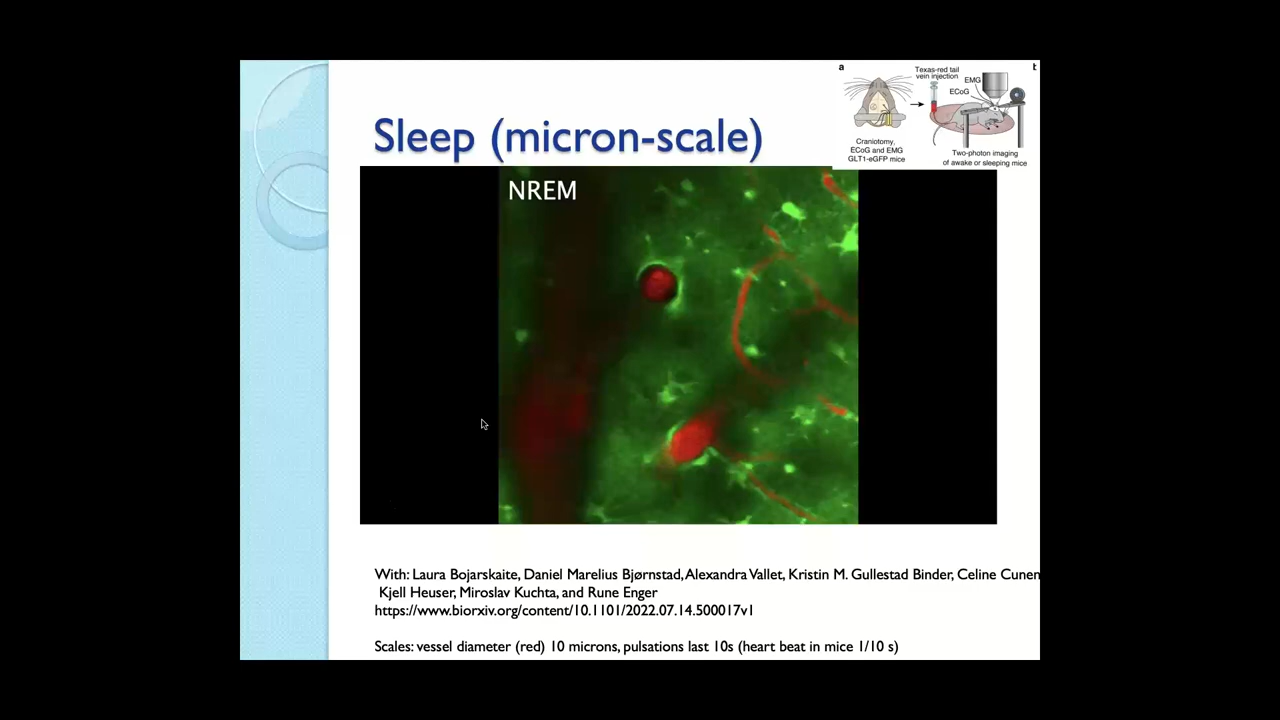 a
b
Texas-red tail
vein injection
EMG
ECoG
Craniotomy,
ECoG and EMG
GLT1-eGFP mice
Two-photon imaging
of awake or sleeping mice
Sleep (micron-scale)
NREM
With: Laura Bojarskaite, Daniel Marelius Bjørnstad, Alexandra Vallet, Kristin M. Gullestad Binder, Celine Cunen
Kjell Heuser, Miroslav Kuchta, and Rune Enger
https://www.biorxiv.org/content/10.1101/2022.07.14.500017v1
Scales: vessel diameter (red) 10 microns, pulsations last 10s (heart beat in mice 1/10 s)